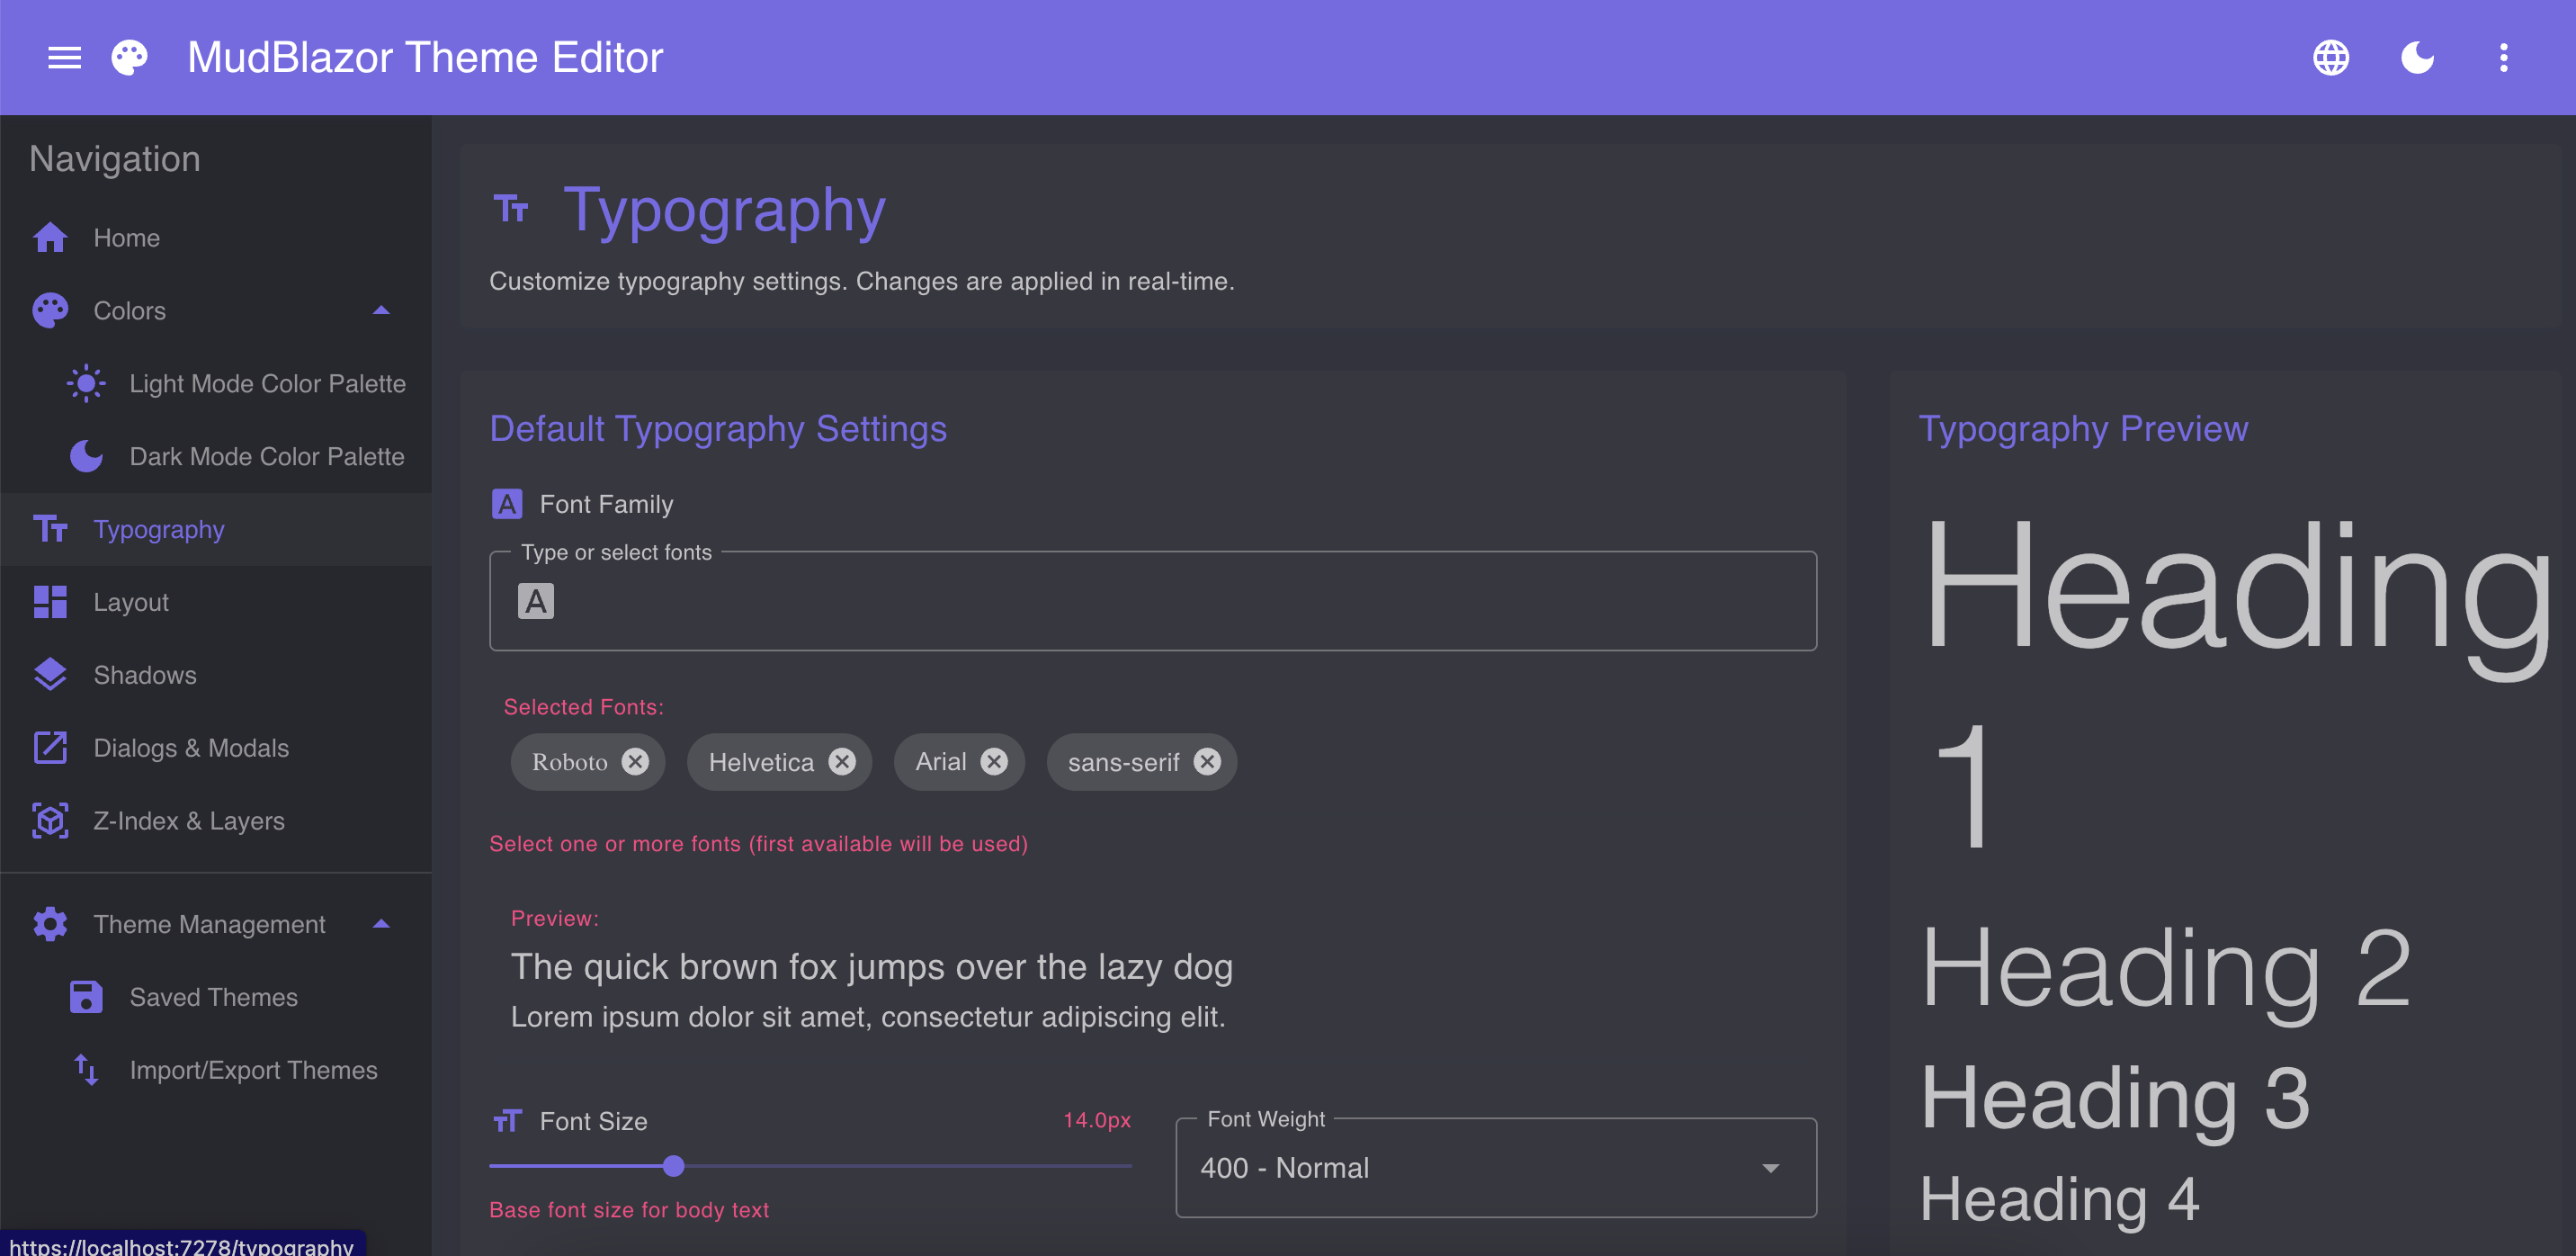 MudBlazor Theme Editor
Navigation
Home
Colors
Light Mode Color Palette
Dark Mode Color Palette
Typography
Layout
Shadows
Dialogs & Modals
Z-Index & Layers
Theme Management
Saved Themes
Import/Export Themes
https://localhost:7278/typography
Typography
Customize typography settings. Changes are applied in real-time.
Default Typography Settings
Font Family
Type or select fonts
Selected Fonts:
Roboto Helvetica Arial sans-serif
Select one or more fonts (first available will be used)
Preview:
The quick brown fox jumps over the lazy dog
Lorem ipsum dolor sit amet, consectetur adipiscing elit.
Font Size 14.0px
Base font size for body text
Font Weight
400 - Normal
Typography Preview
Heading
1
Heading 2
Heading 3
Heading 4